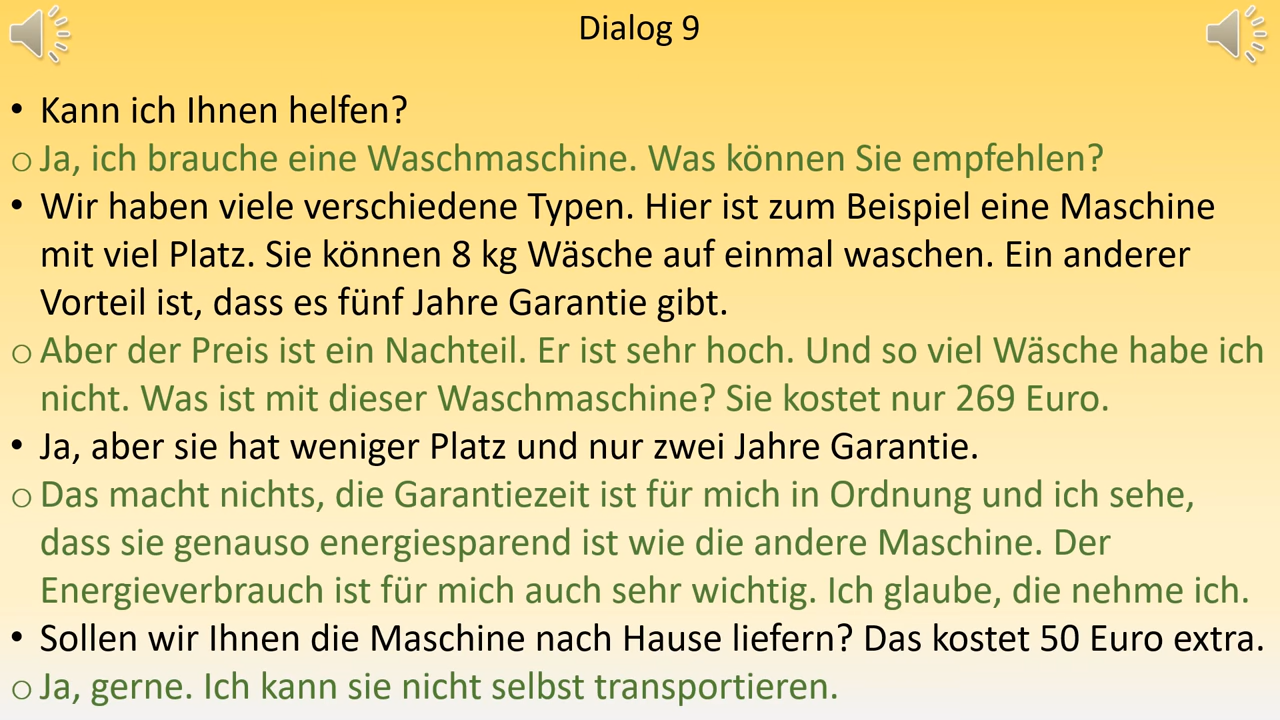 Dialog 9
• Kann ich Ihnen helfen?
o Ja, ich brauche eine Waschmaschine. Was können Sie empfehlen?
• Wir haben viele verschiedene Typen. Hier ist zum Beispiel eine Maschine
mit viel Platz. Sie können 8 kg Wäsche auf einmal waschen. Ein anderer
Vorteil ist, dass es fünf Jahre Garantie gibt.
o Aber der Preis ist ein Nachteil. Er ist sehr hoch. Und so viel Wäsche habe ich
nicht. Was ist mit dieser Waschmaschine? Sie kostet nur 269 Euro.
• Ja, aber sie hat weniger Platz und nur zwei Jahre Garantie.
o Das macht nichts, die Garantiezeit ist für mich in Ordnung und ich sehe,
dass sie genauso energiesparend ist wie die andere Maschine. Der
Energieverbrauch ist für mich auch sehr wichtig. Ich glaube, die nehme ich.
• Sollen wir Ihnen die Maschine nach Hause liefern? Das kostet 50 Euro extra.
o Ja, gerne. Ich kann sie nicht selbst transportieren.